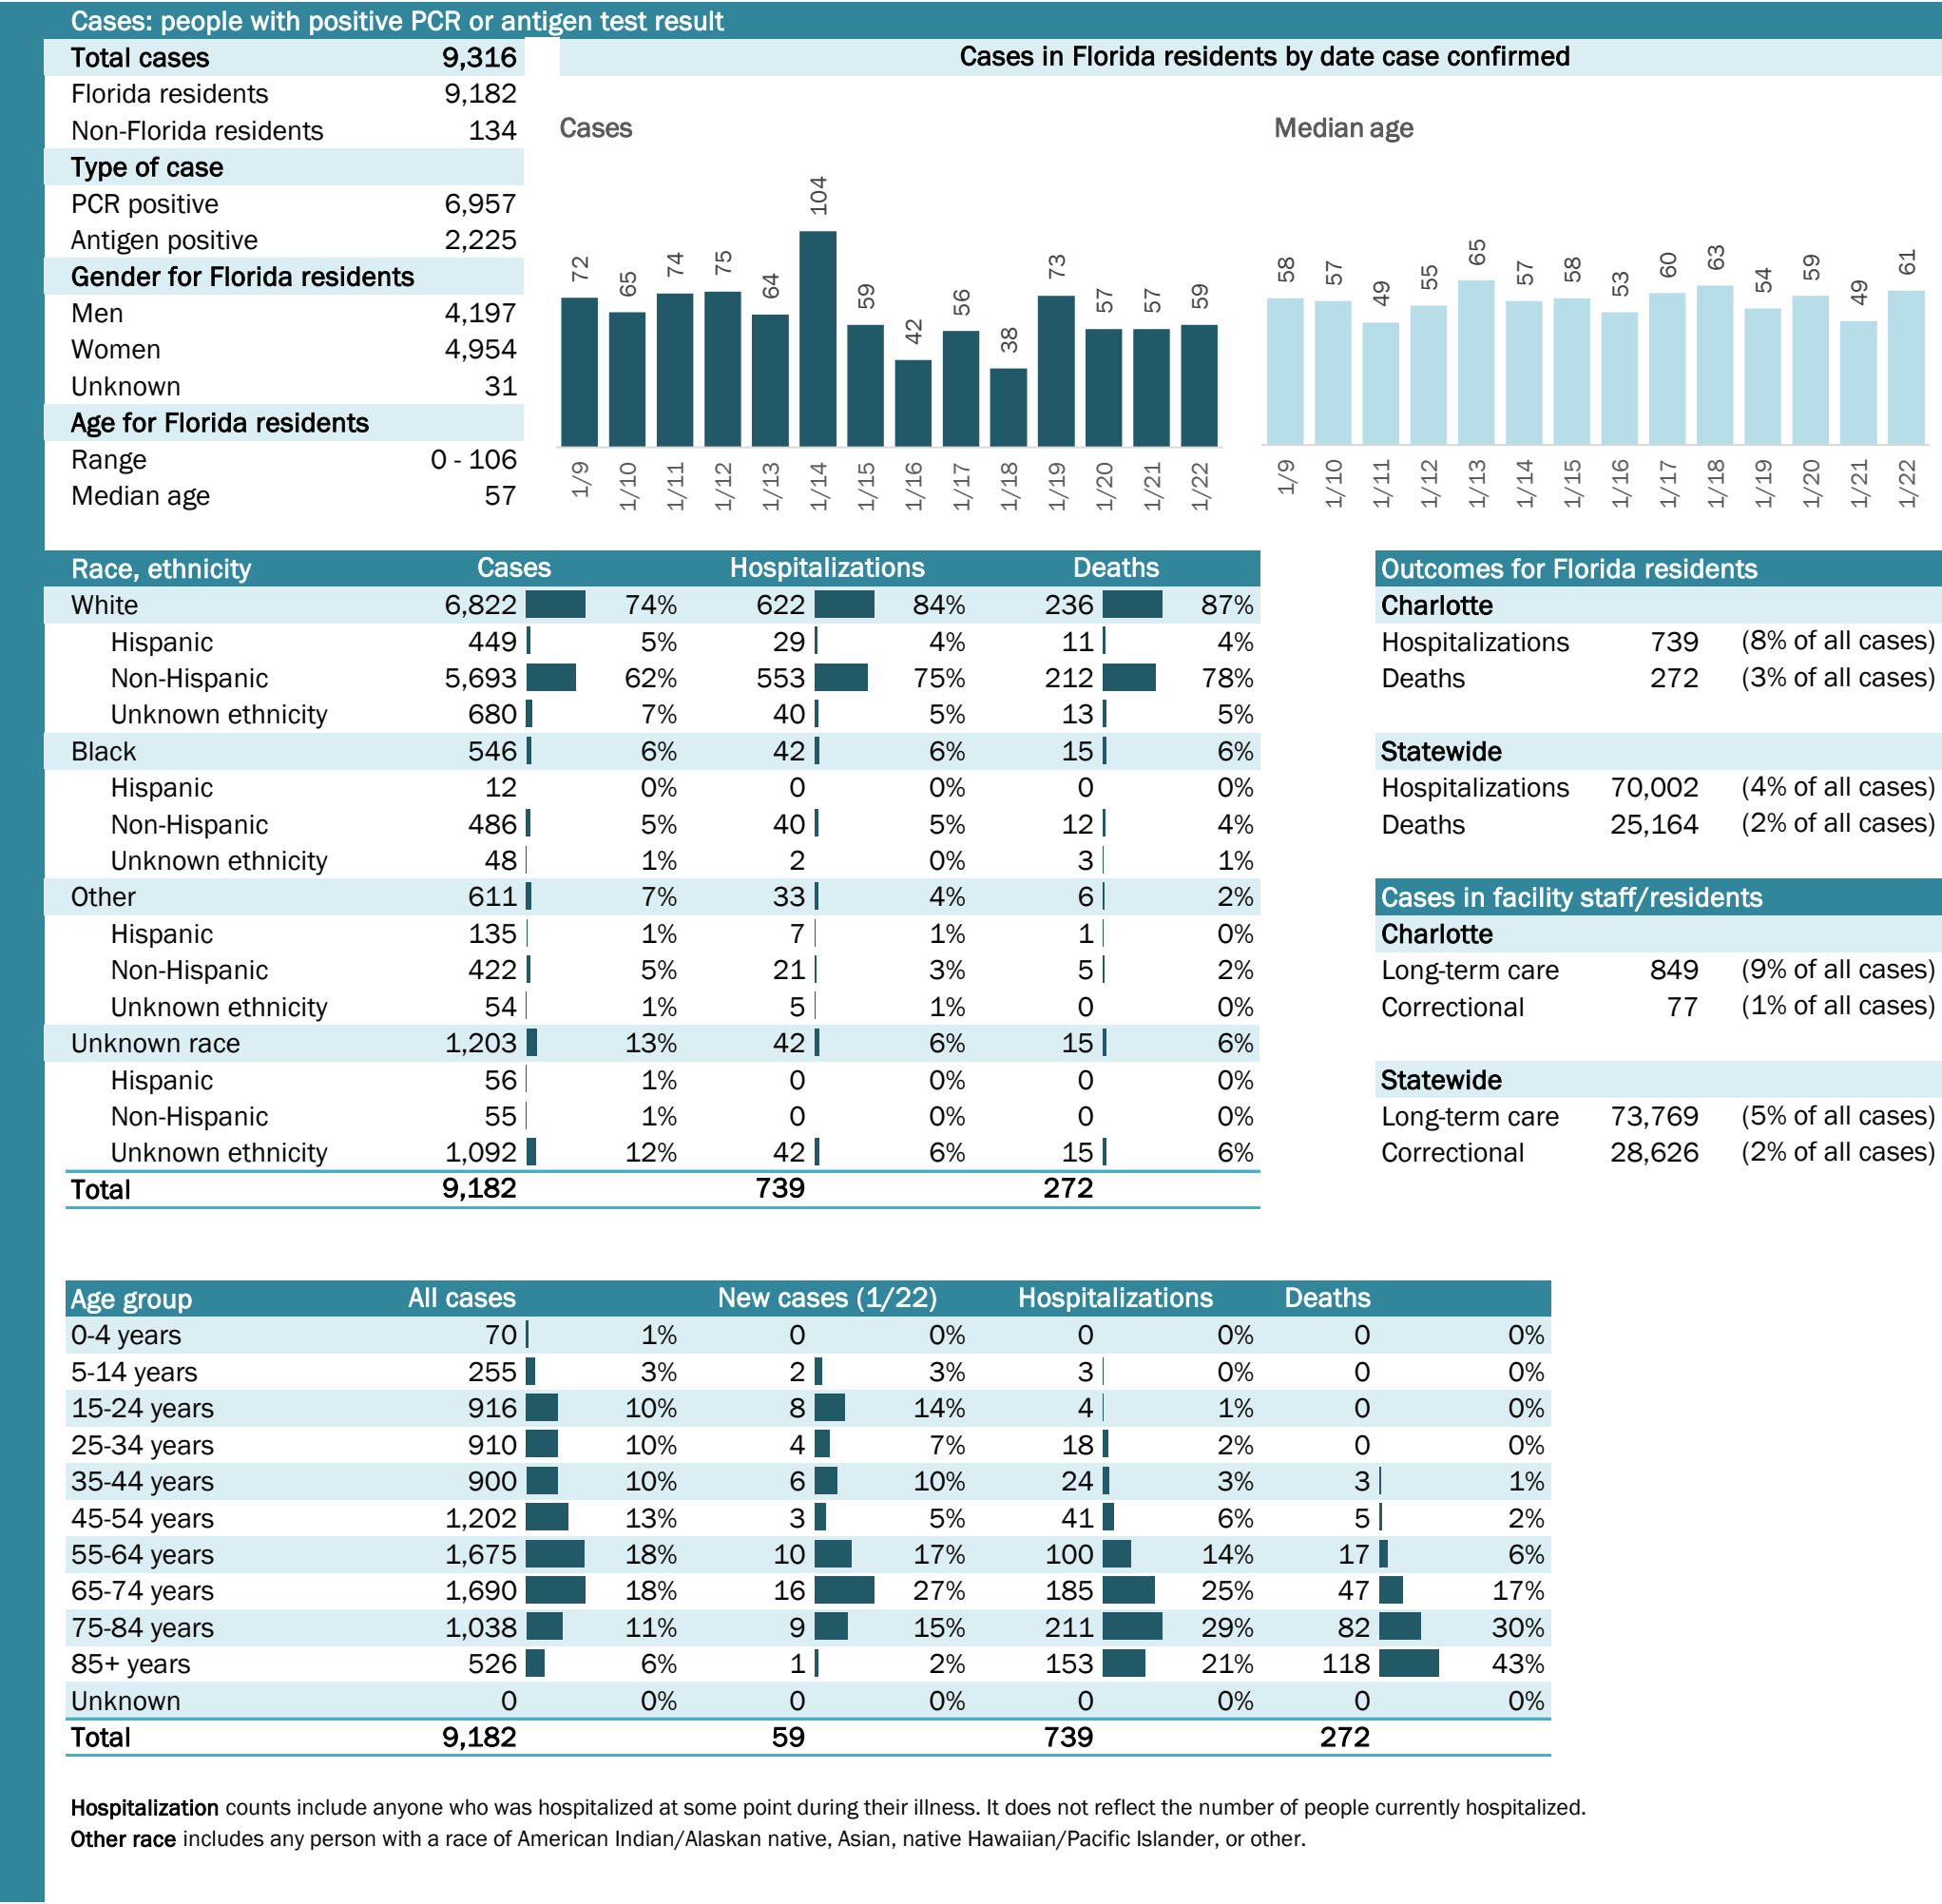 Cases: people with positive PCR or antigen test result
Total cases 9,316
Florida residents 9,182
Non-Florida residents 134
Type of case
PCR positive 6,957
Antigen positive 2,225
Gender for Florida residents
Men 4,197
Women 4,954
Unknown 31
Age for Florida residents
Range 0 - 106
Median age 57
Cases in Florida residents by date case confirmed
Cases
72 65 74 75 64 104 59 42 56 38 73 57 57 59
1/9 1/10 1/11 1/12 1/13 1/14 1/15 1/16 1/17 1/18 1/19 1/20 1/21 1/22
Median age
58 57 49 55 65 57 58 53 60 63 54 59 49 61
1/9 1/10 1/11 1/12 1/13 1/14 1/15 1/16 1/17 1/18 1/19 1/20 1/21 1/22
Race, ethnicity Cases Hospitalizations Deaths
White 6,822 74% 622 84% 236 87%
Hispanic 449 5% 29 4% 11 4%
Non-Hispanic 5,693 62% 553 75% 212 78%
Unknown ethnicity 680 7% 40 5% 13 5%
Black 546 6% 42 6% 15 6%
Hispanic 12 0% 0 0% 0 0%
Non-Hispanic 486 5% 40 5% 12 4%
Unknown ethnicity 48 1% 2 0% 3 1%
Other 611 7% 33 4% 6 2%
Hispanic 135 1% 7 1% 1 0%
Non-Hispanic 422 5% 21 3% 5 2%
Unknown ethnicity 54 1% 5 1% 0 0%
Unknown race 1,203 13% 42 6% 15 6%
Hispanic 56 1% 0 0% 0 0%
Non-Hispanic 55 1% 0 0% 0 0%
Unknown ethnicity 1,092 12% 42 6% 15 6%
Total 9,182 739 272
Outcomes for Florida residents
Charlotte
Hospitalizations 739 (8% of all cases)
Deaths 272 (3% of all cases)
Statewide
Hospitalizations 70,002 (4% of all cases)
Deaths 25,164 (2% of all cases)
Cases in facility staff/residents
Charlotte
Long-term care 849 (9% of all cases)
Correctional 77 (1% of all cases)
Statewide
Long-term care 73,769 (5% of all cases)
Correctional 28,626 (2% of all cases)
Age group All cases New cases (1/22) Hospitalizations Deaths
0-4 years 70 1% 0 0% 0 0% 0 0%
5-14 years 255 3% 2 3% 3 0% 0 0%
15-24 years 916 10% 8 14% 4 1% 0 0%
25-34 years 910 10% 4 7% 18 2% 0 0%
35-44 years 900 10% 6 10% 24 3% 3 1%
45-54 years 1,202 13% 3 5% 41 6% 5 2%
55-64 years 1,675 18% 10 17% 100 14% 17 6%
65-74 years 1,690 18% 16 27% 185 25% 47 17%
75-84 years 1,038 11% 9 15% 211 29% 82 30%
85+ years 526 6% 1 2% 153 21% 118 43%
Unknown 0 0% 0 0% 0 0% 0 0%
Total 9,182 59 739 272
Hospitalization counts include anyone who was hospitalized at some point during their illness. It does not reflect the number of people currently hospitalized.
Other race includes any person with a race of American Indian/Alaskan native, Asian, native Hawaiian/Pacific Islander, or other.